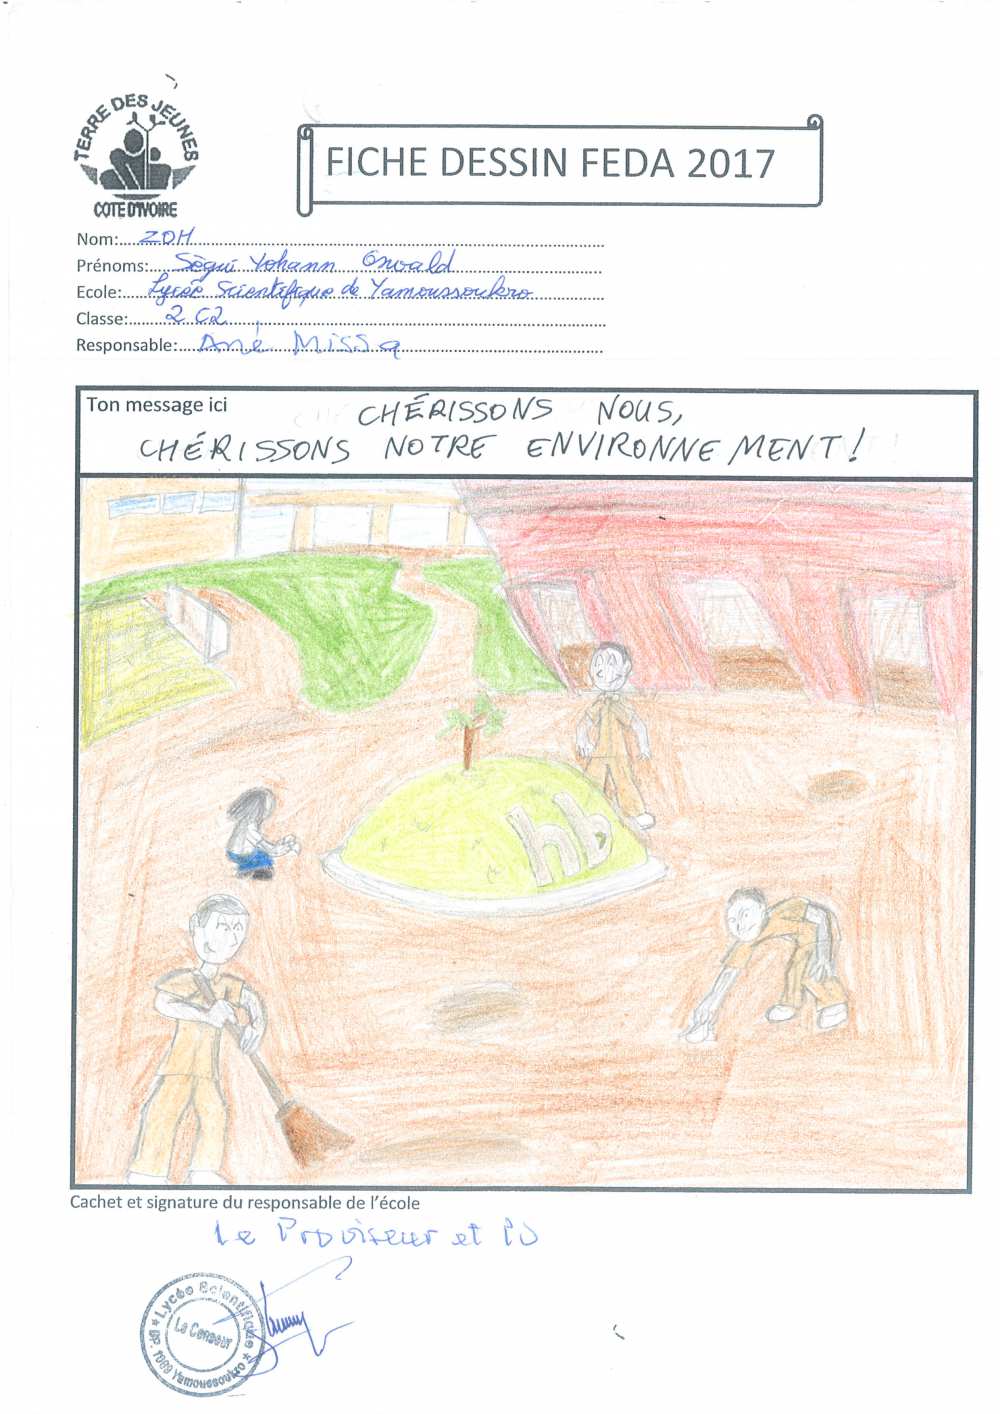 TERRE DES JEUNES
COTE D'IVOIRE
FICHE DESSIN FEDA 2017
Nom: ZOH
Prénoms: Sègui Yohann Oswald
Ecole: Lycée Scientifique de Yamoussoukro
Classe: 2 C2
Responsable: Ané Missa
Ton message ici
CHÉRISSONS NOUS,
CHÉRISSONS NOTRE ENVIRONNEMENT!
hb
Cachet et signature du responsable de l'école
Le Proviseur et PO
Lycée Scientifique
Le Censeur
BP. 1969 Yamoussoukro